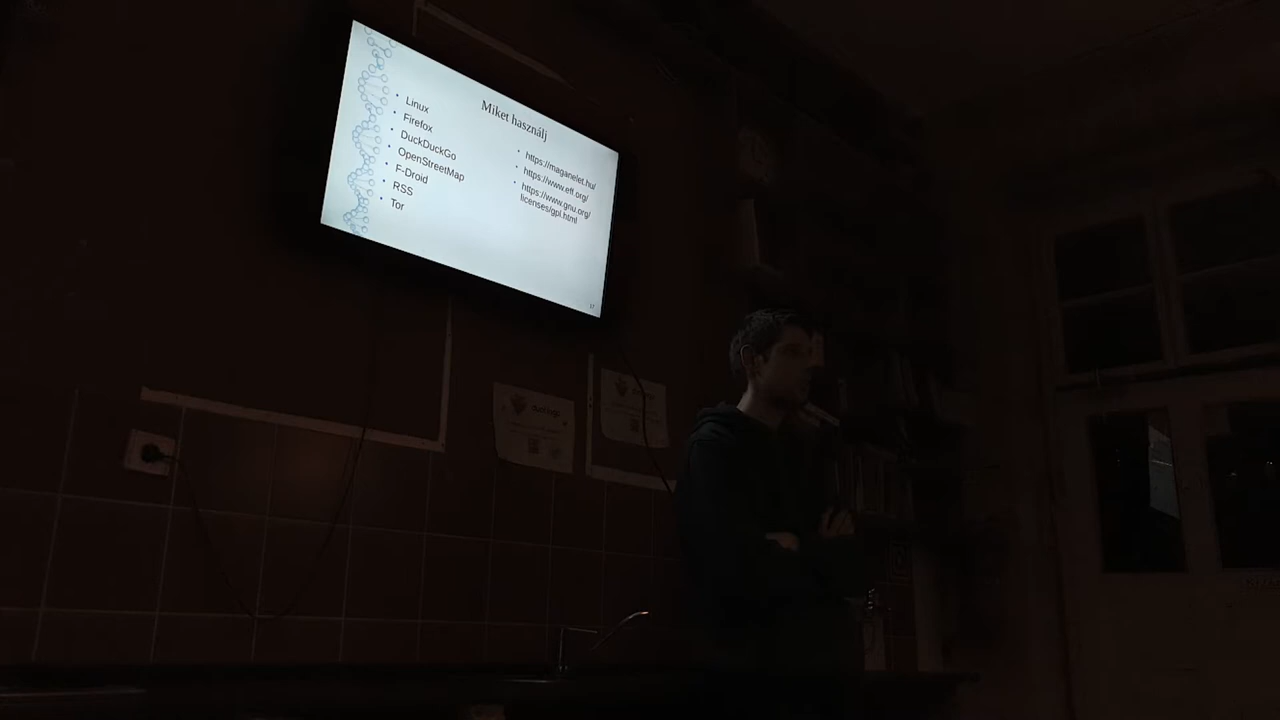 Miket használj
Linux
Firefox
DuckDuckGo
OpenStreetMap
F-Droid
RSS
Tor
https://maganelet.hu/
https://www.eff.org/
https://www.gnu.org/
licenses/gpl.html
17